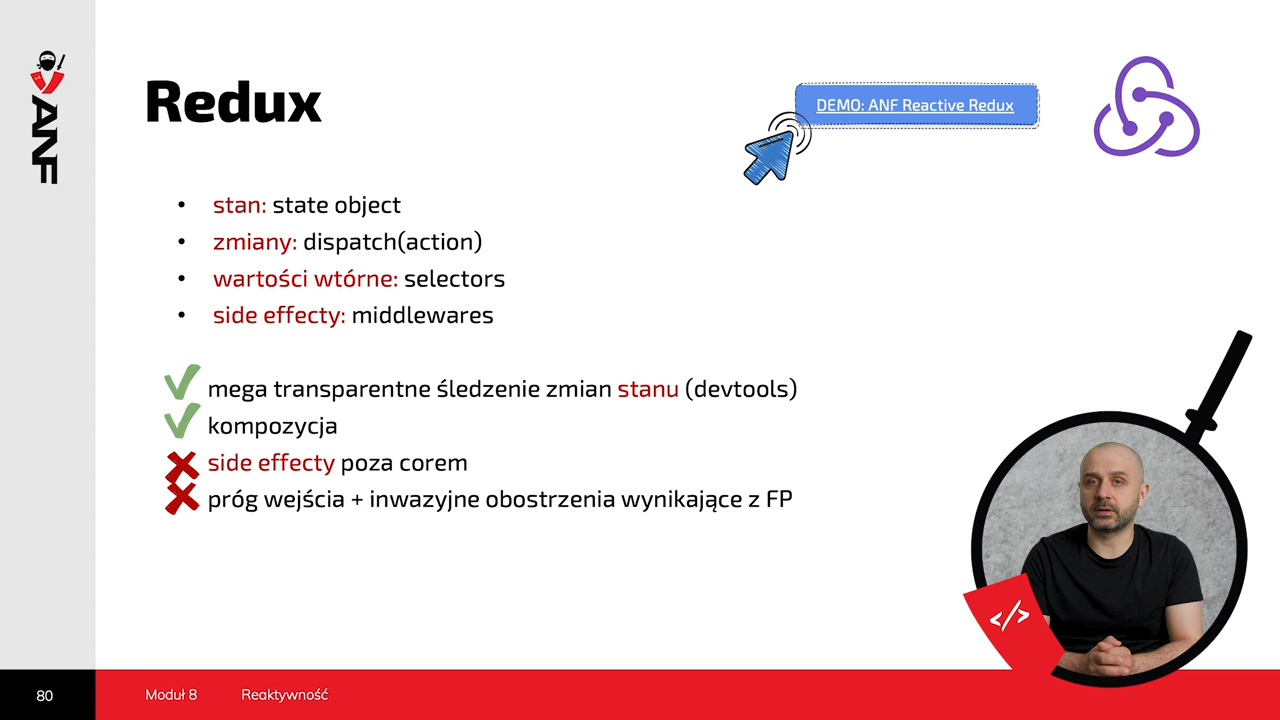 ANF
Redux
DEMO: ANF Reactive Redux
• stan: state object
• zmiany: dispatch(action)
• wartości wtórne: selectors
• side effecty: middlewares
mega transparentne śledzenie zmian stanu (devtools)
kompozycja
side effecty poza corem
próg wejścia + inwazyjne obostrzenia wynikające z FP
</>
80
Moduł 8
Reaktywność